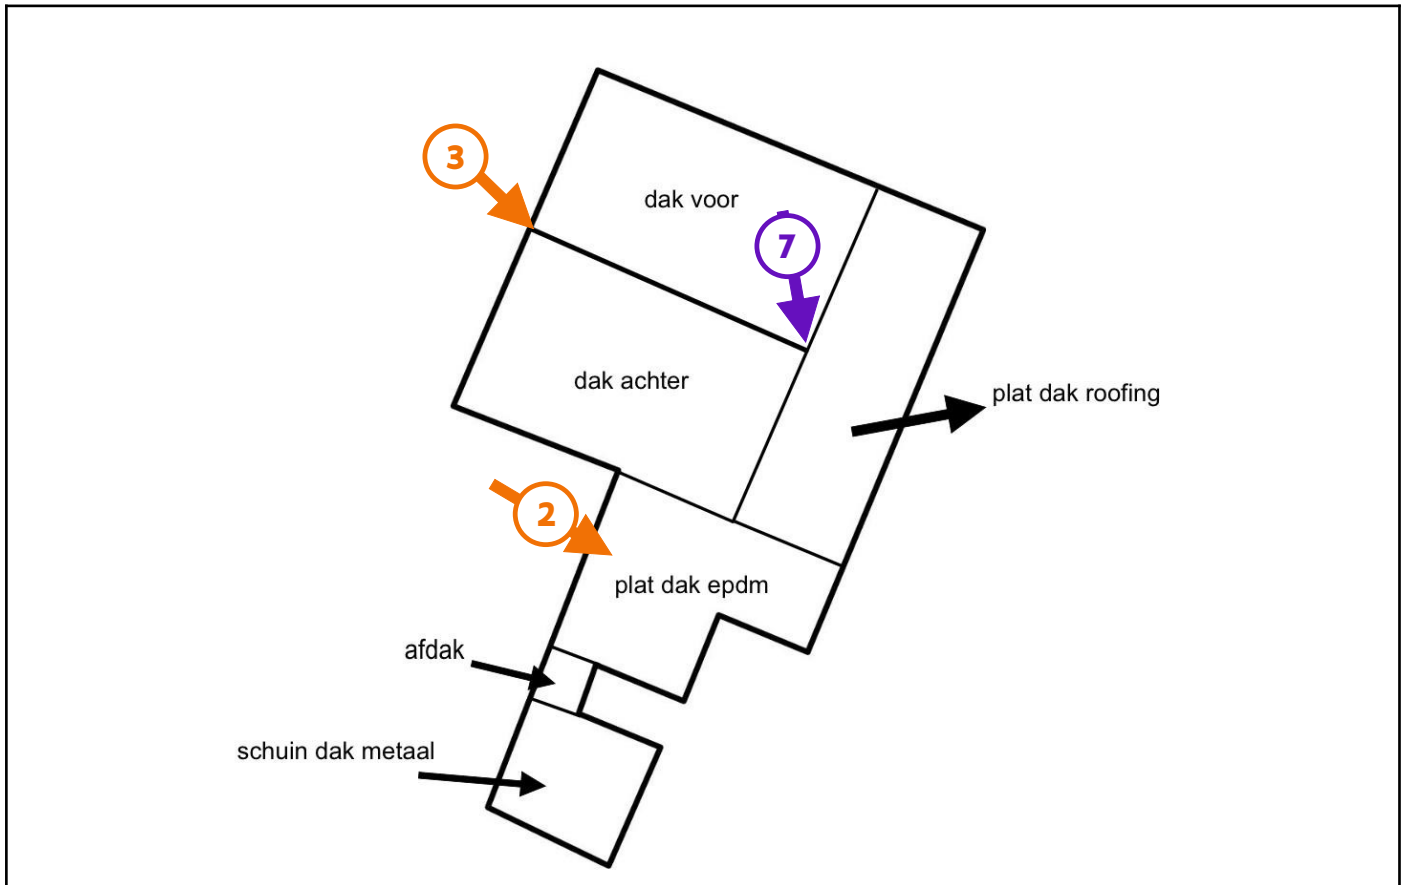 3
dak voor
7
dak achter
plat dak roofing
2
plat dak epdm
afdak
schuin dak metaal